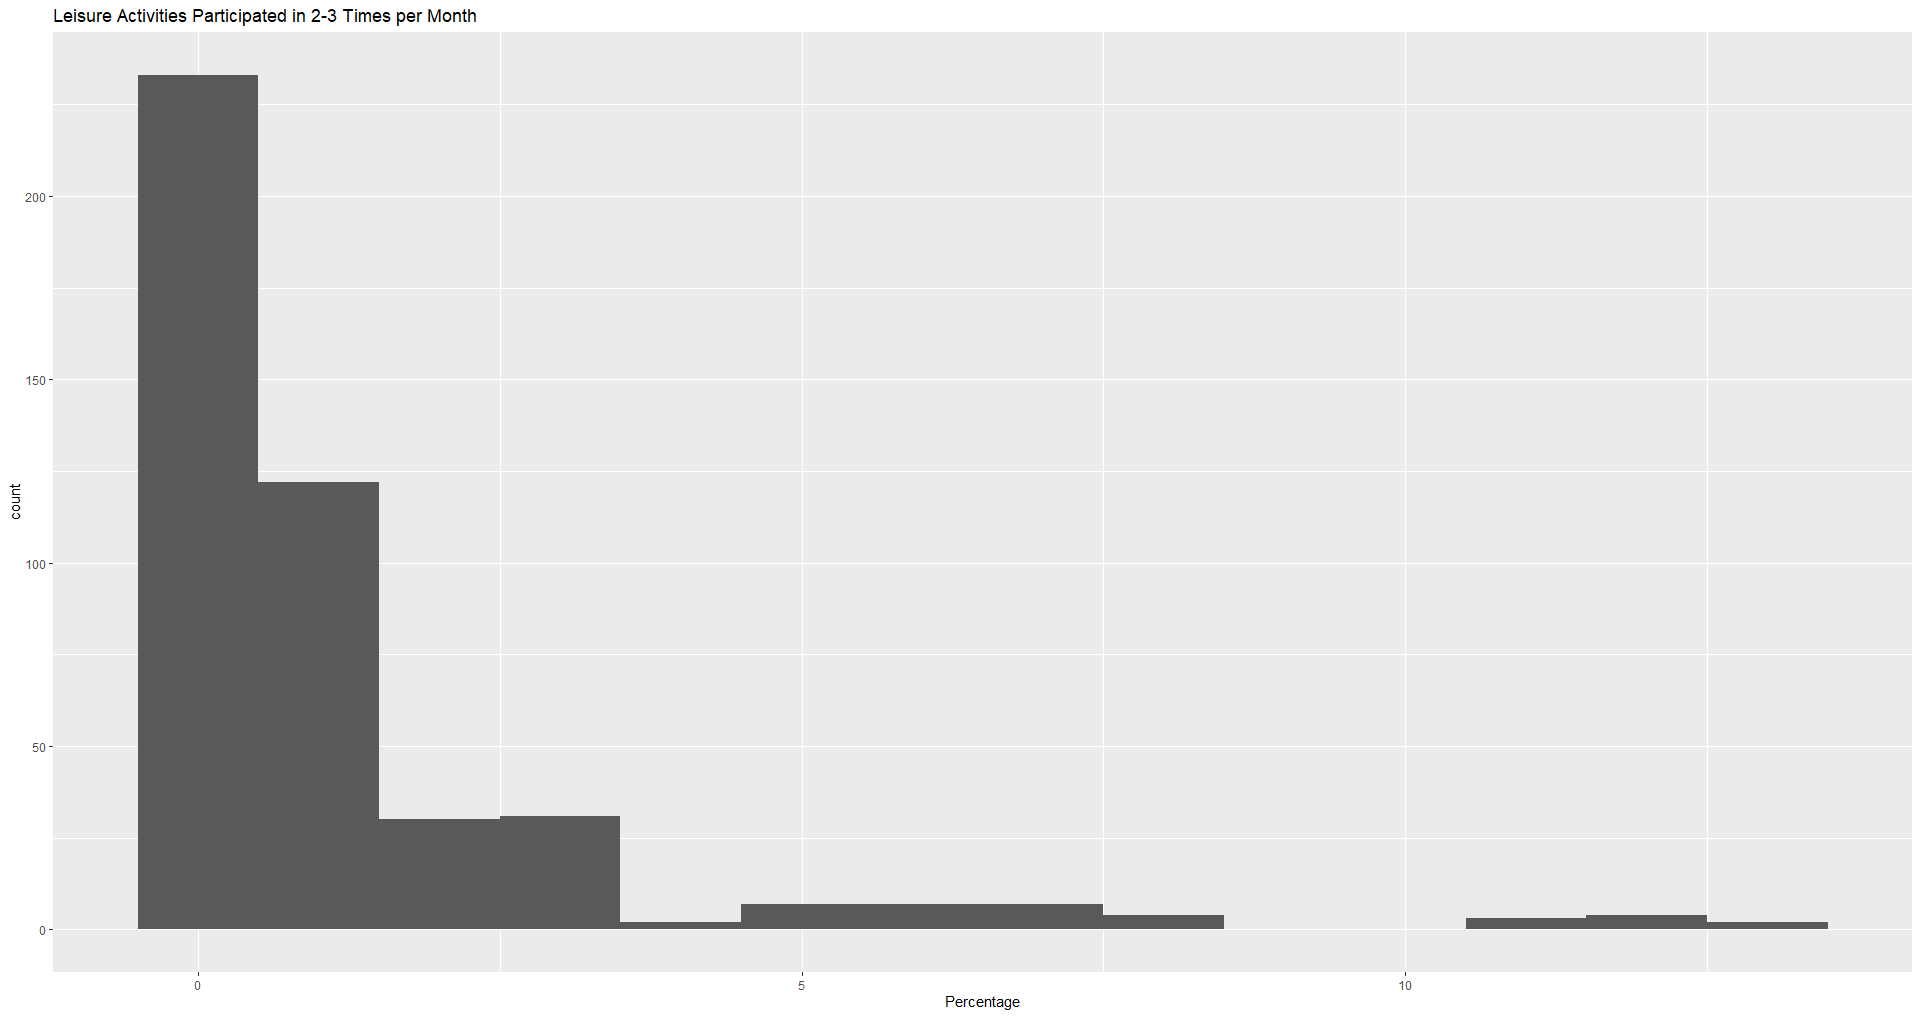 Leisure Activities Participated in 2-3 Times per Month
count
200
150
100
50
0
0 5 10
Percentage